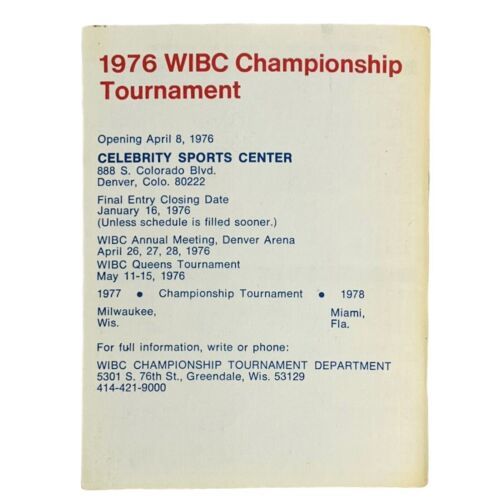 1976 WIBC Championship
Tournament
Opening April 8, 1976
CELEBRITY SPORTS CENTER
888 S. Colorado Blvd.
Denver, Colo. 80222
Final Entry Closing Date
January 16, 1976
(Unless schedule is filled sooner.)
WIBC Annual Meeting, Denver Arena
April 26, 27, 28, 1976
WIBC Queens Tournament
May 11-15, 1976
1977 • Championship Tournament • 1978
Milwaukee, Miami,
Wis. Fla.
For full information, write or phone:
WIBC CHAMPIONSHIP TOURNAMENT DEPARTMENT
5301 S. 76th St., Greendale, Wis. 53129
414-421-9000